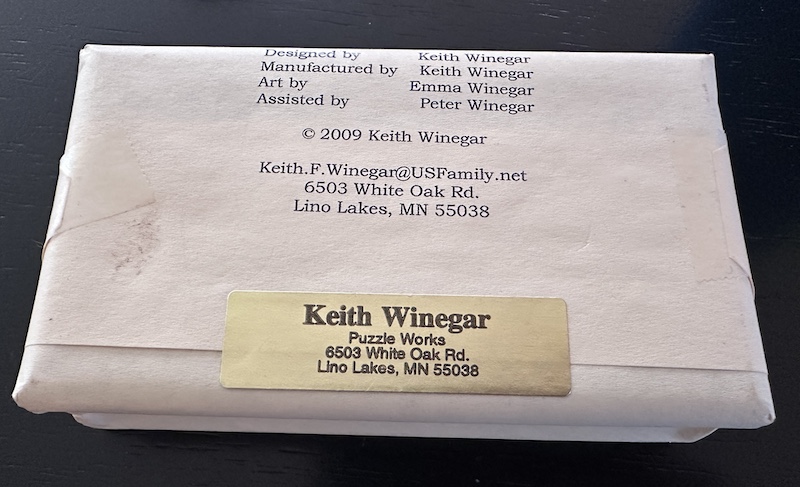 Designed by Keith Winegar
Manufactured by Keith Winegar
Art by Emma Winegar
Assisted by Peter Winegar
© 2009 Keith Winegar
Keith.F.Winegar@USFamily.net
6503 White Oak Rd.
Lino Lakes, MN 55038
Keith Winegar
Puzzle Works
6503 White Oak Rd.
Lino Lakes, MN 55038